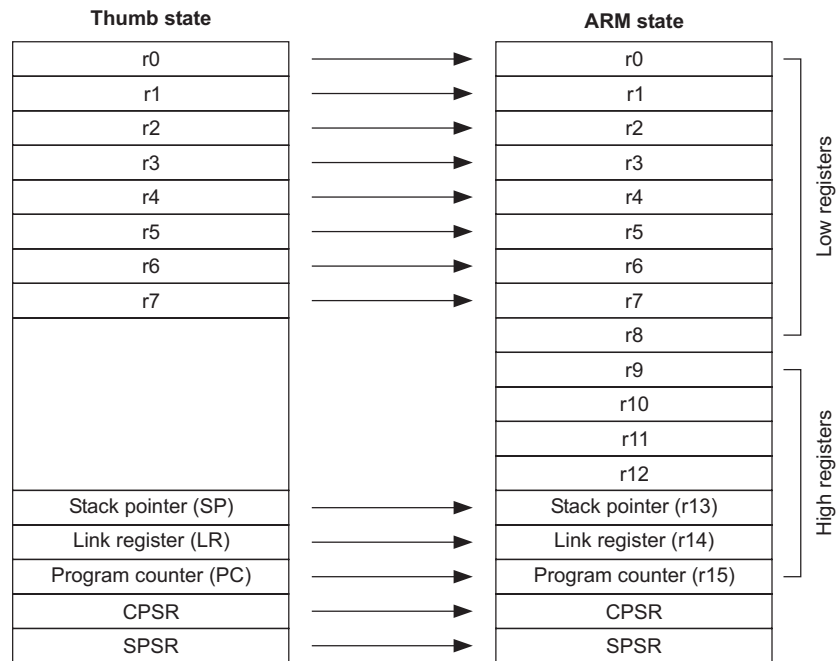 Thumb state
ARM state
r0
r0
r1
r1
r2
r2
r3
r3
r4
r4
r5
r5
r6
r6
r7
r7
r8
r9
r10
r11
r12
Stack pointer (SP)
Stack pointer (r13)
Link register (LR)
Link register (r14)
Program counter (PC)
Program counter (r15)
CPSR
CPSR
SPSR
SPSR
Low registers
High registers